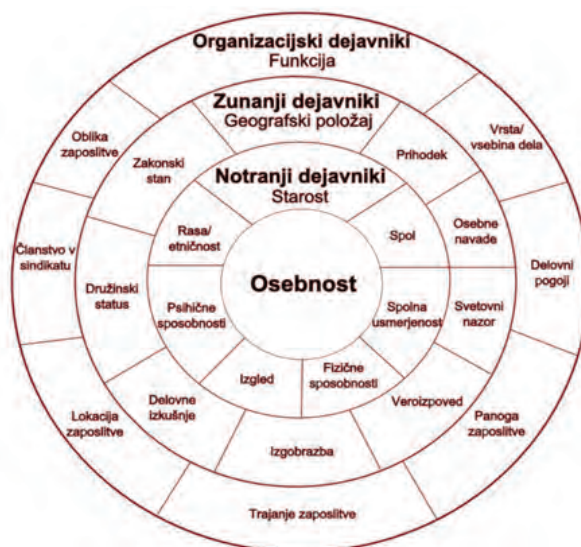 Organizacijski dejavniki
Funkcija
Vrsta/
vsebina dela
Delovni
pogoji
Panoga
zaposlitve
Trajanje zaposlitve
Lokacija
zaposlitve
Članstvo v
sindikatu
Oblika
zaposlitve
Zunanji dejavniki
Geografski položaj
Prihodek
Osebne
navade
Svetovni
nazor
Veroizpoved
Izgobrazba
Delovne
izkušnje
Družinski
status
Zakonski
stan
Notranji dejavniki
Starost
Spol
Spolna
usmerjenost
Fizične
sposobnosti
Izgled
Psihične
sposobnosti
Rasa/
etničnost
Osebnost